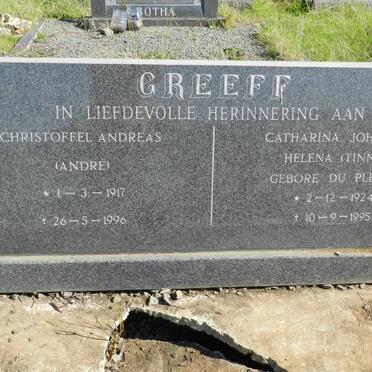 BOTHA
GREEFF
IN LIEFDEVOLLE HERINNERING AAN
CHRISTOFFEL ANDREAS
(ANDRE)
* 1-3-1917
† 26-5-1996
CATHARINA JOH
HELENA (TINN
GEBORE DU PLE
* 2-12-1924
† 10-9-1995